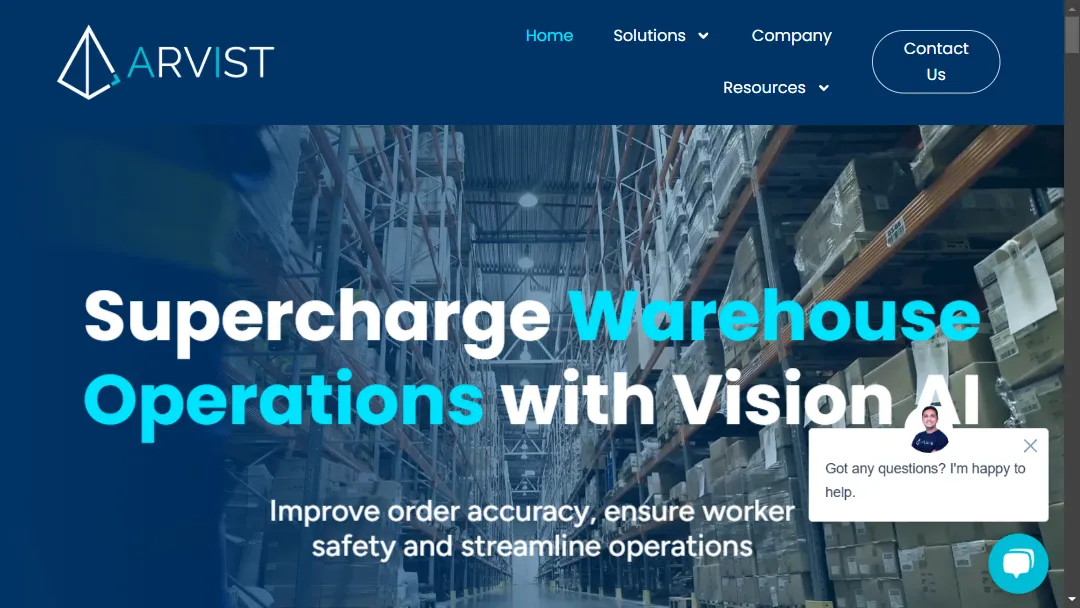 ARVIST
Home
Solutions
Company
Contact
Us
Resources
Supercharge Warehouse
Operations with Vision AI
Got any questions? I'm happy to
help.
Improve order accuracy, ensure worker
safety and streamline operations